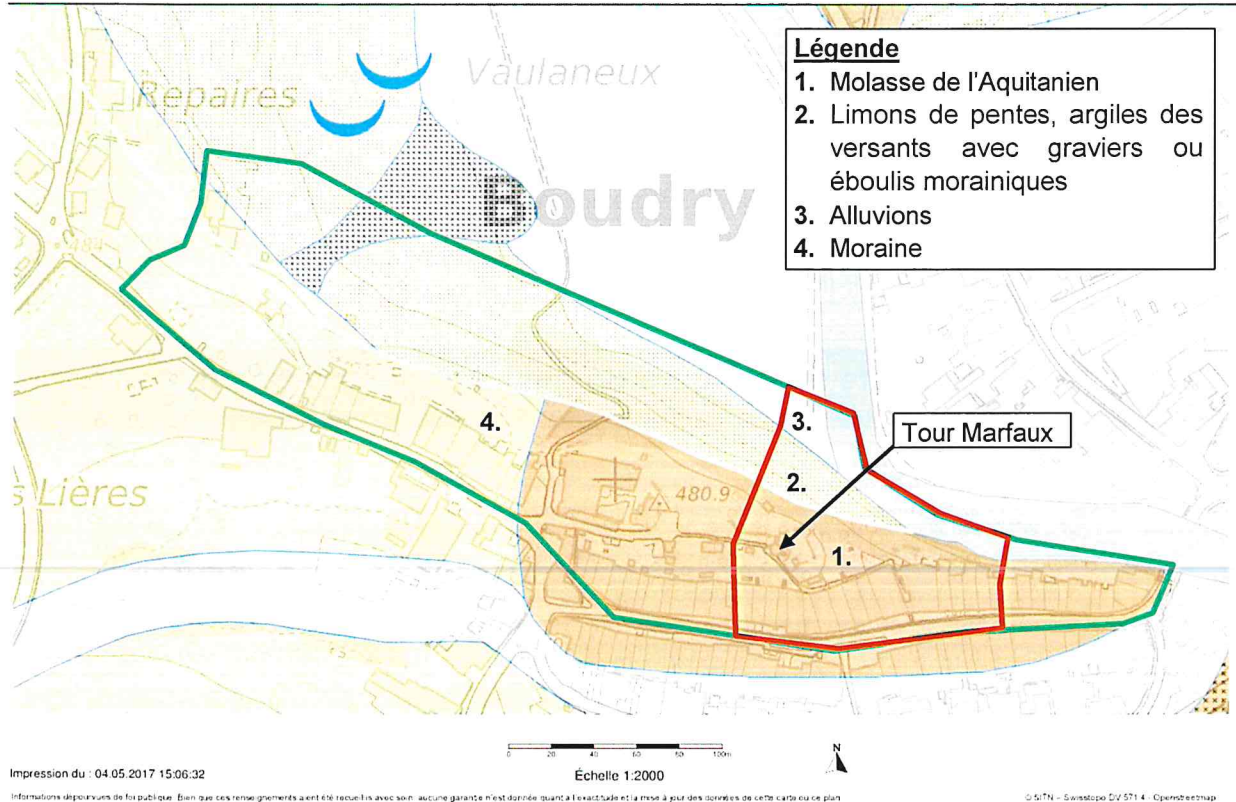 Légende
1. Molasse de l'Aquitanien
2. Limons de pentes, argiles des
versants avec graviers ou
éboulis morainiques
3. Alluvions
4. Moraine
Vaulaneux
Repaires
Boudry
3.
Tour Marfaux
4.
2.
480.9
s Lières
1.
0 20 40 60 80 100m
N
Échelle 1:2000
Impression du : 04.05.2017 15:06:32
Informations dépourvues de foi publique. Bien que ces renseignements aient été recueillis avec soin, aucune garantie n'est donnée quant à l'exactitude et la mise à jour des données de cette carte ou ce plan
© SITN - Swisstopo DV 571.4 - Openstreetmap